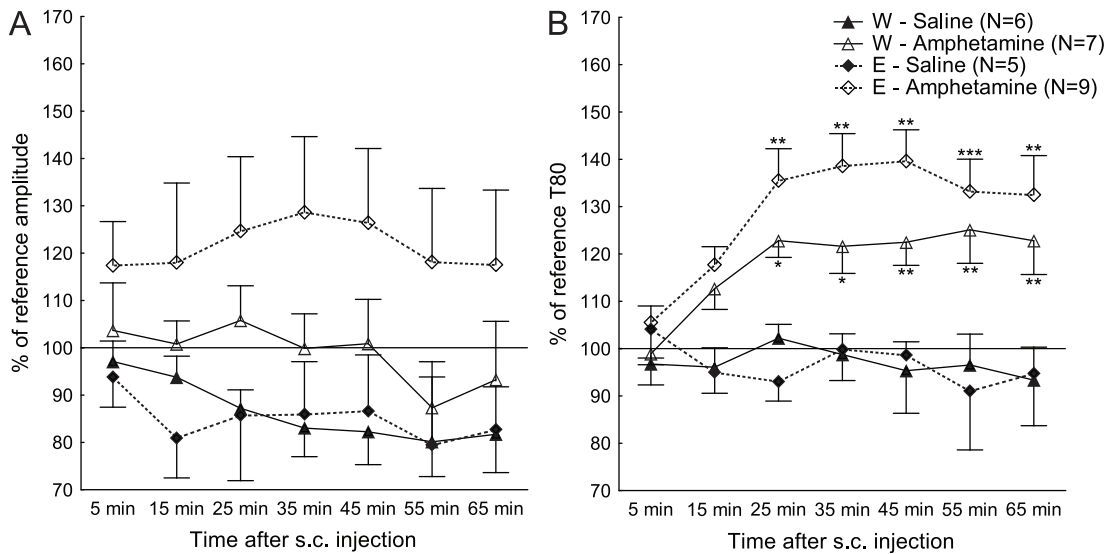 A
% of reference amplitude
170
160
150
140
130
120
110
100
90
80
70
5 min 15 min 25 min 35 min 45 min 55 min 65 min
Time after s.c. injection
B
W - Saline (N=6)
W - Amphetamine (N=7)
E - Saline (N=5)
E - Amphetamine (N=9)
% of reference T80
170
160
150
140
130
120
110
100
90
80
70
** ** ** *** **
* * ** ** **
5 min 15 min 25 min 35 min 45 min 55 min 65 min
Time after s.c. injection